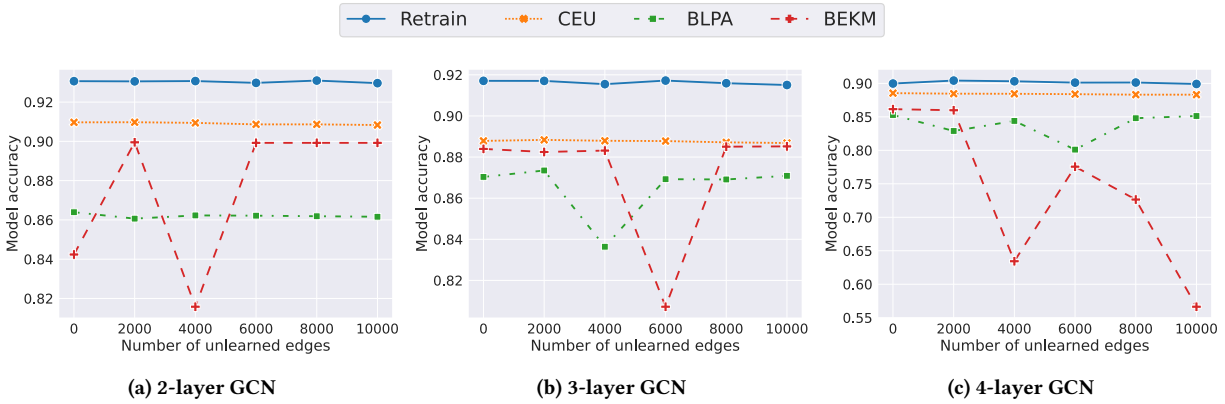 Retrain CEU BLPA BEKM
Model accuracy
0.92
0.90
0.88
0.86
0.84
0.82
0 2000 4000 6000 8000 10000
Number of unlearned edges
(a) 2-layer GCN
Model accuracy
0.92
0.90
0.88
0.86
0.84
0.82
0 2000 4000 6000 8000 10000
Number of unlearned edges
(b) 3-layer GCN
Model accuracy
0.90
0.85
0.80
0.75
0.70
0.65
0.60
0.55
0 2000 4000 6000 8000 10000
Number of unlearned edges
(c) 4-layer GCN